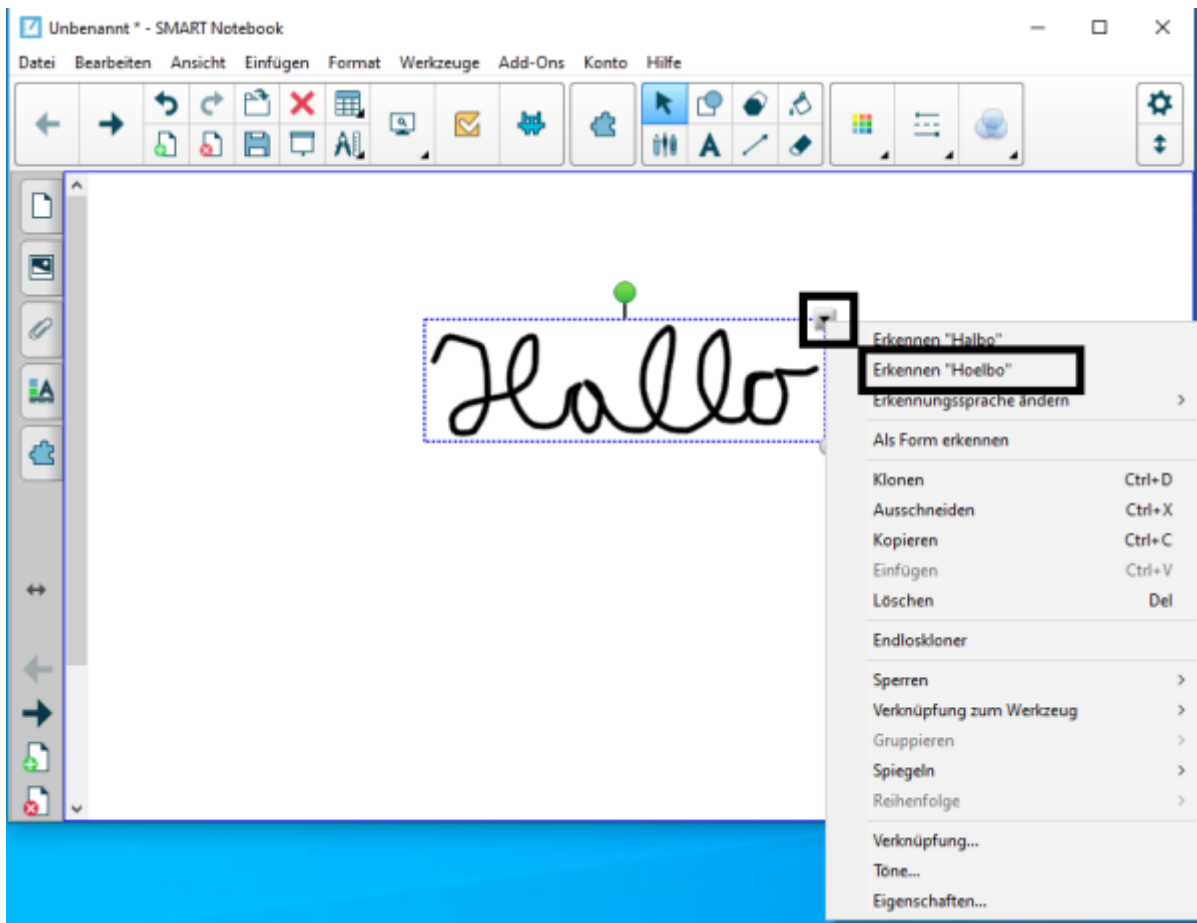 Unbenannt * - SMART Notebook
Datei Bearbeiten Ansicht Einfügen Format Werkzeuge Add-Ons Konto Hilfe
Hallo
Erkennen "Halbo"
Erkennen "Hoelbo"
Erkennungssprache ändern
Als Form erkennen
Klonen Ctrl+D
Ausschneiden Ctrl+X
Kopieren Ctrl+C
Einfügen Ctrl+V
Löschen Del
Endloskloner
Sperren
Verknüpfung zum Werkzeug
Gruppieren
Spiegeln
Reihenfolge
Verknüpfung...
Töne...
Eigenschaften...